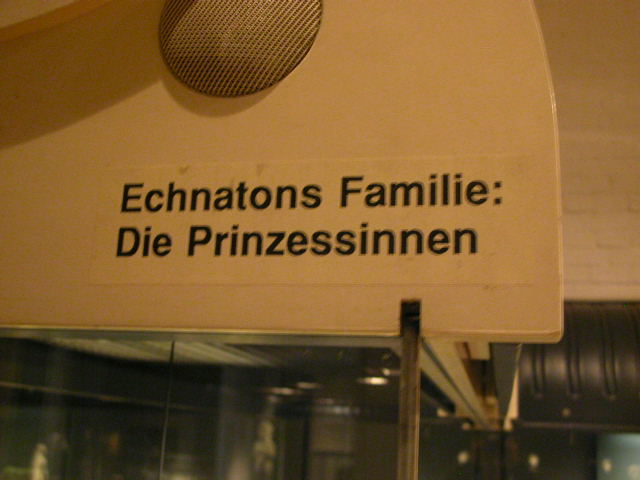 Echnatons Familie:
Die Prinzessinnen